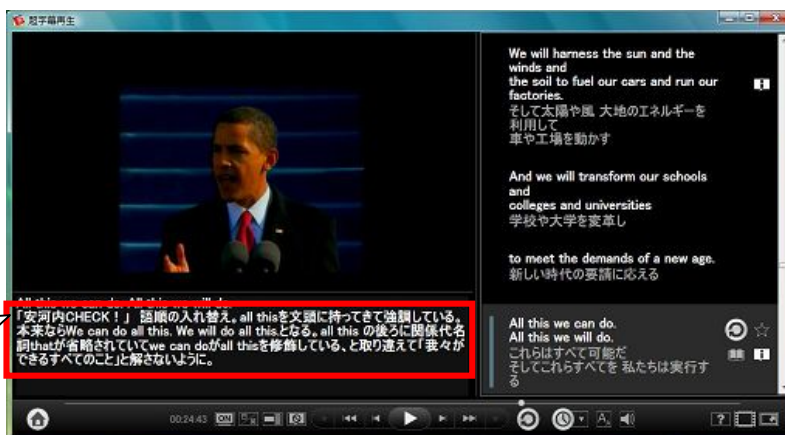 超字幕再生
All this we can do. All this we will do.
「安河内CHECK!」 語順の入れ替え。all thisを文頭に持ってきて強調している。
本来ならWe can do all this. We will do all this.となる。all this の後ろに関係代名
詞thatが省略されていてwe can doがall thisを修飾している、と取り違えて「我々が
できるすべてのこと」と解さないように。
We will harness the sun and the
winds and
the soil to fuel our cars and run our
factories.
そして太陽や風 大地のエネルギーを
利用して
車や工場を動かす
And we will transform our schools
and
colleges and universities
学校や大学を変革し
to meet the demands of a new age.
新しい時代の要請に応える
All this we can do.
All this we will do.
これらはすべて可能だ
そしてこれらすべてを 私たちは実行す
る
00:24:43 ON